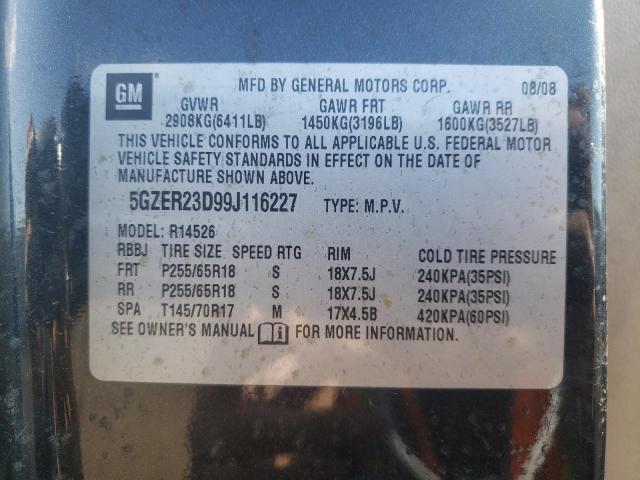 GM MFD BY GENERAL MOTORS CORP. 08/08
GVWR GAWR FRT GAWR RR
2908KG(6411LB) 1450KG(3196LB) 1600KG(3527LB)
THIS VEHICLE CONFORMS TO ALL APPLICABLE U.S. FEDERAL MOTOR
VEHICLE SAFETY STANDARDS IN EFFECT ON THE DATE OF
MANUFACTURE SHOWN ABOVE.
5GZER23D99J116227 TYPE: M.P.V.
MODEL: R14526
RBBJ TIRE SIZE SPEED RTG RIM COLD TIRE PRESSURE
FRT P255/65R18 S 18X7.5J 240KPA(35PSI)
RR P255/65R18 S 18X7.5J 240KPA(35PSI)
SPA T145/70R17 M 17X4.5B 420KPA(60PSI)
SEE OWNER'S MANUAL FOR MORE INFORMATION.